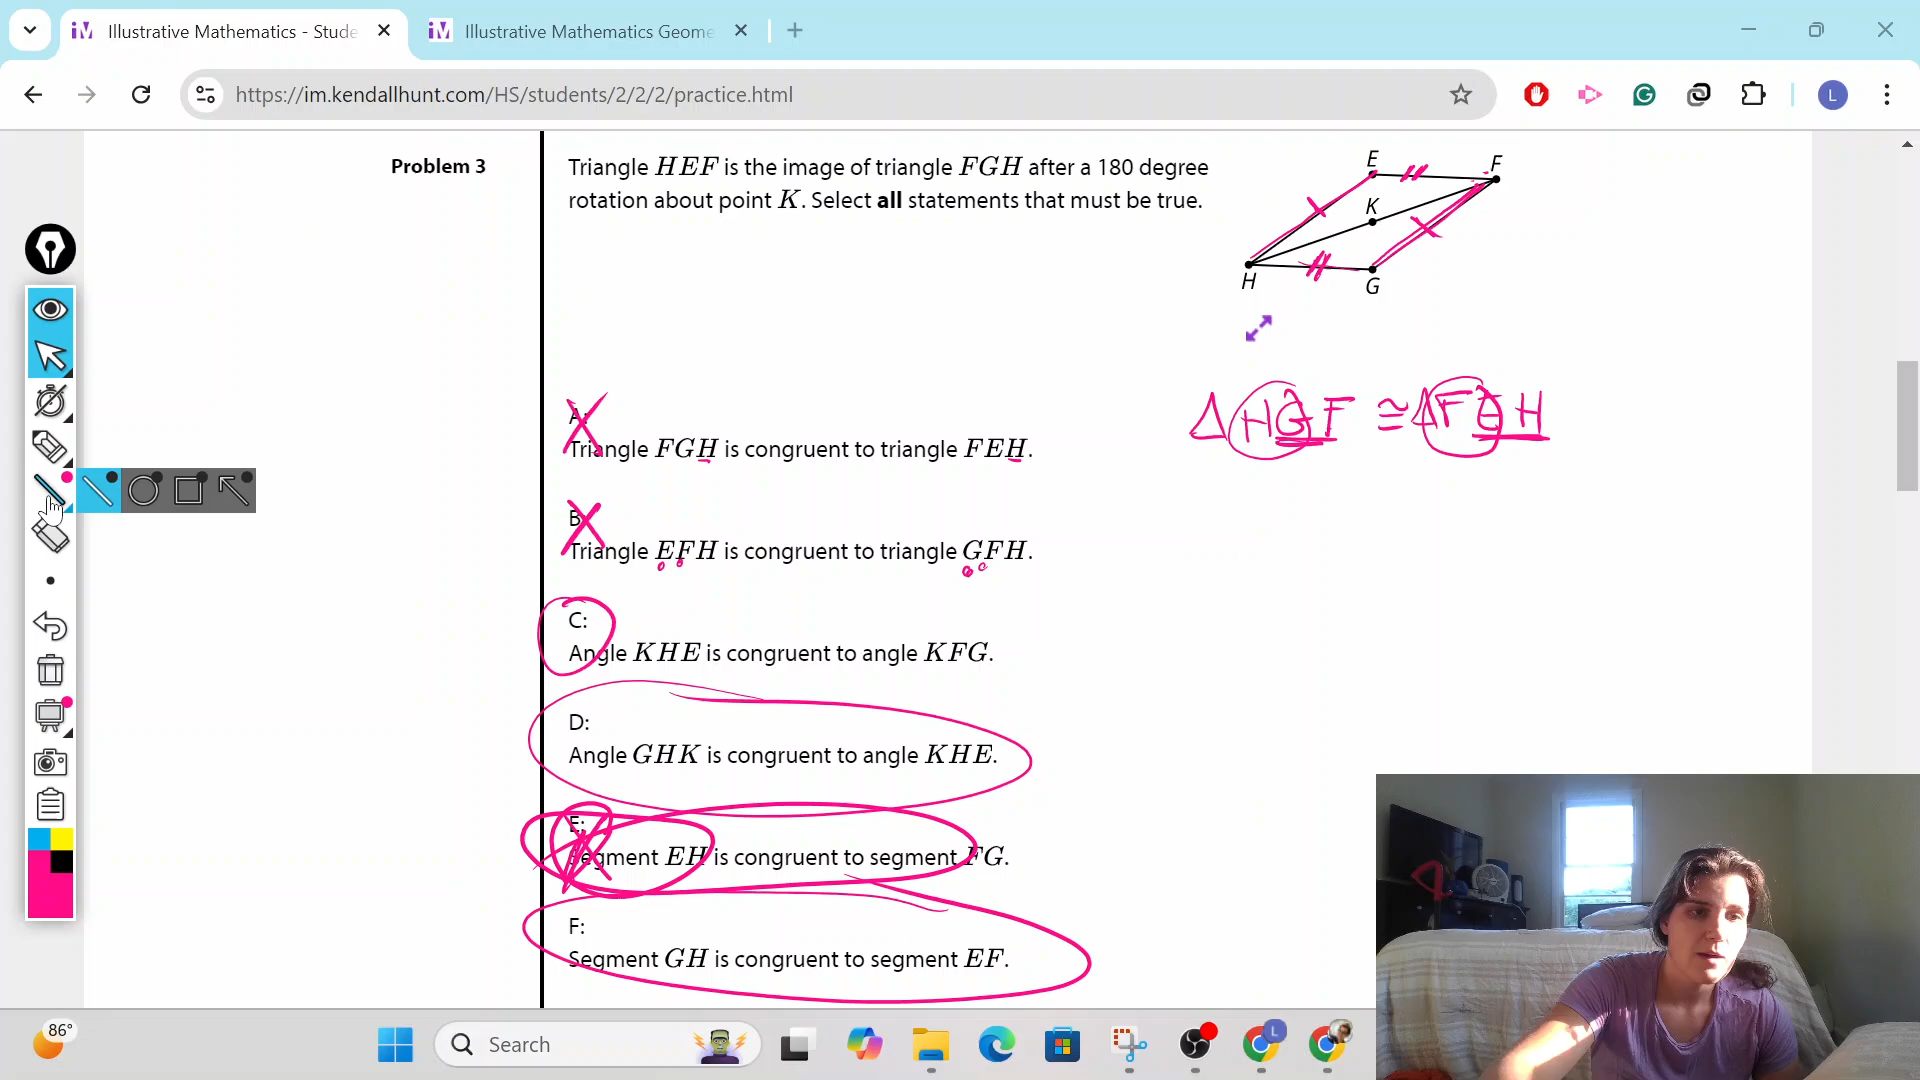 Illustrative Mathematics - Stude
Illustrative Mathematics Geome
https://im.kendallhunt.com/HS/students/2/2/2/practice.html
L
Problem 3
Triangle HEF is the image of triangle FGH after a 180 degree
rotation about point K. Select all statements that must be true.
E
F
K
H
G
△HGF ≅ △FEH
A:
Triangle FGH is congruent to triangle FEH.
B:
Triangle EFH is congruent to triangle GFH.
C:
Angle KHE is congruent to angle KFG.
D:
Angle GHK is congruent to angle KHE.
E:
Segment EH is congruent to segment FG.
F:
Segment GH is congruent to segment EF.
86°
Search
L